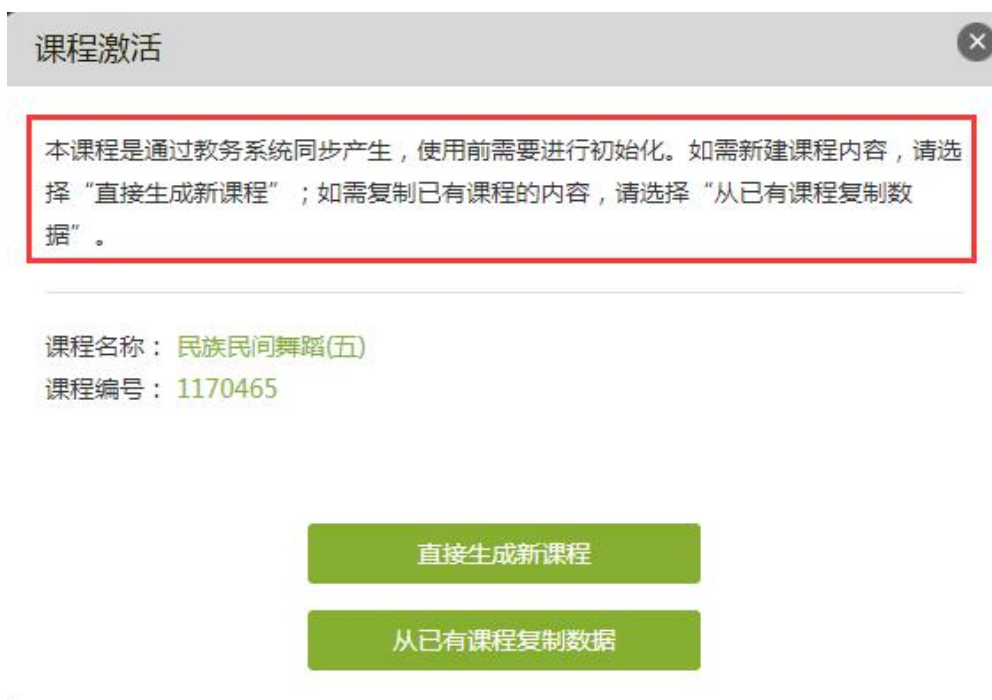 课程激活
本课程是通过教务系统同步产生，使用前需要进行初始化。如需新建课程内容，请选
择“直接生成新课程”；如需复制已有课程的内容，请选择“从已有课程复制数
据”。
课程名称： 民族民间舞蹈(五)
课程编号： 1170465
直接生成新课程
从已有课程复制数据